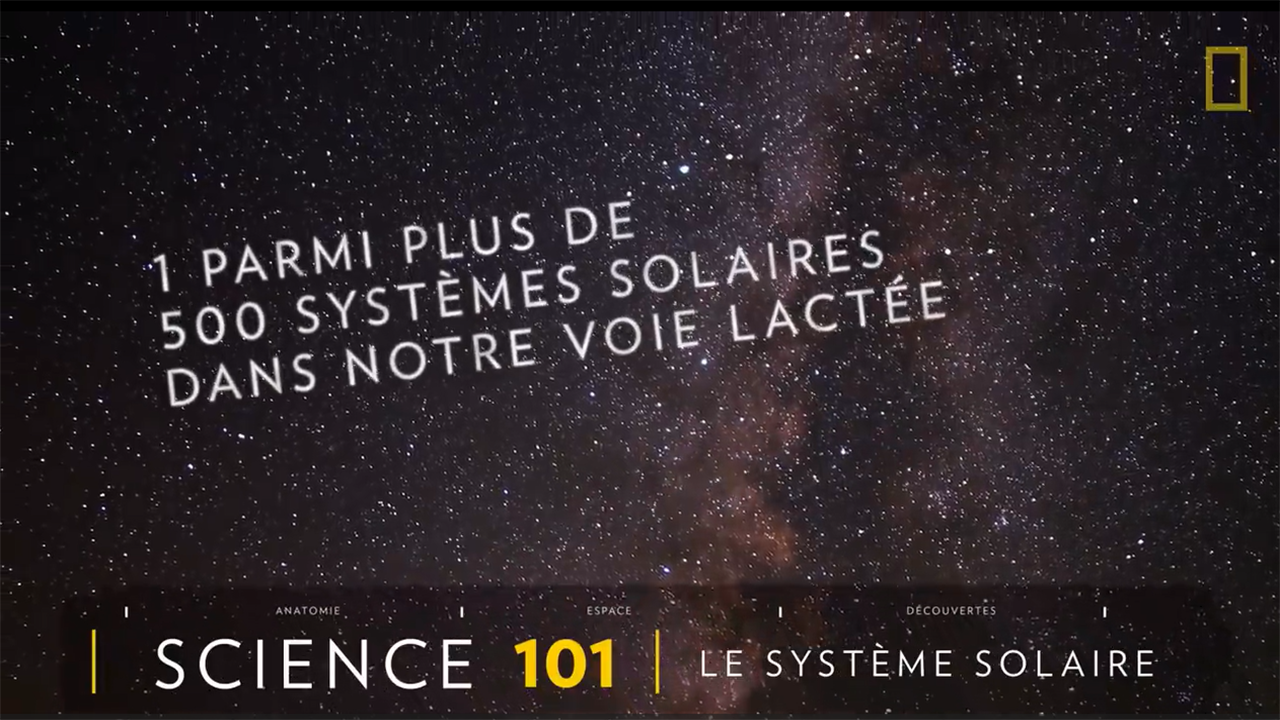 1 PARMI PLUS DE
500 SYSTÈMES SOLAIRES
DANS NOTRE VOIE LACTÉE
ANATOMIE ESPACE DÉCOUVERTES
SCIENCE 101 LE SYSTÈME SOLAIRE